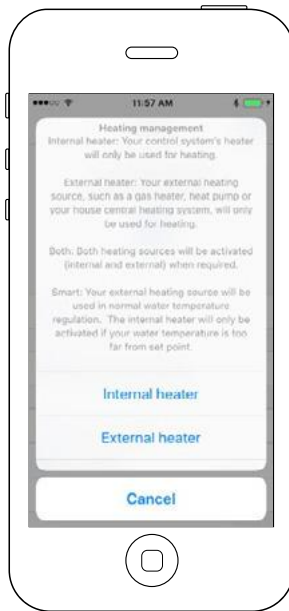 11:57 AM
Heating management
Internal heater: Your control system's heater
will only be used for heating.
External heater: Your external heating
source, such as a gas heater, heat pump or
your house central heating system, will only
be used for heating.
Both: Both heating sources will be activated
(internal and external) when required.
Smart: Your external heating source will be
used in normal water temperature
regulation. The internal heater will only be
activated if your water temperature is too
far from set point.
Internal heater
External heater
Cancel